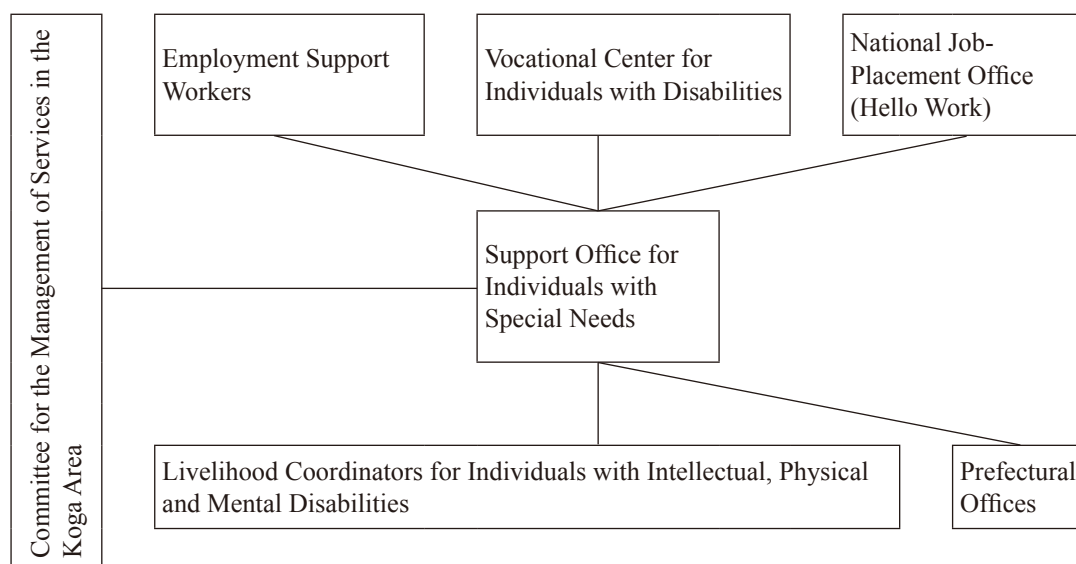 Committee for the Management of Services in the
Koga Area
Employment Support
Workers
Vocational Center for
Individuals with Disabilities
National Job-
Placement Office
(Hello Work)
Support Office for
Individuals with
Special Needs
Livelihood Coordinators for Individuals with Intellectual, Physical
and Mental Disabilities
Prefectural
Offices